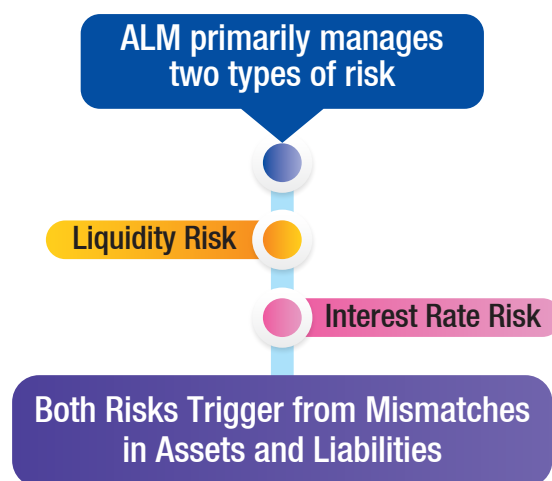 ALM primarily manages
two types of risk
Liquidity Risk
Interest Rate Risk
Both Risks Trigger from Mismatches
in Assets and Liabilities